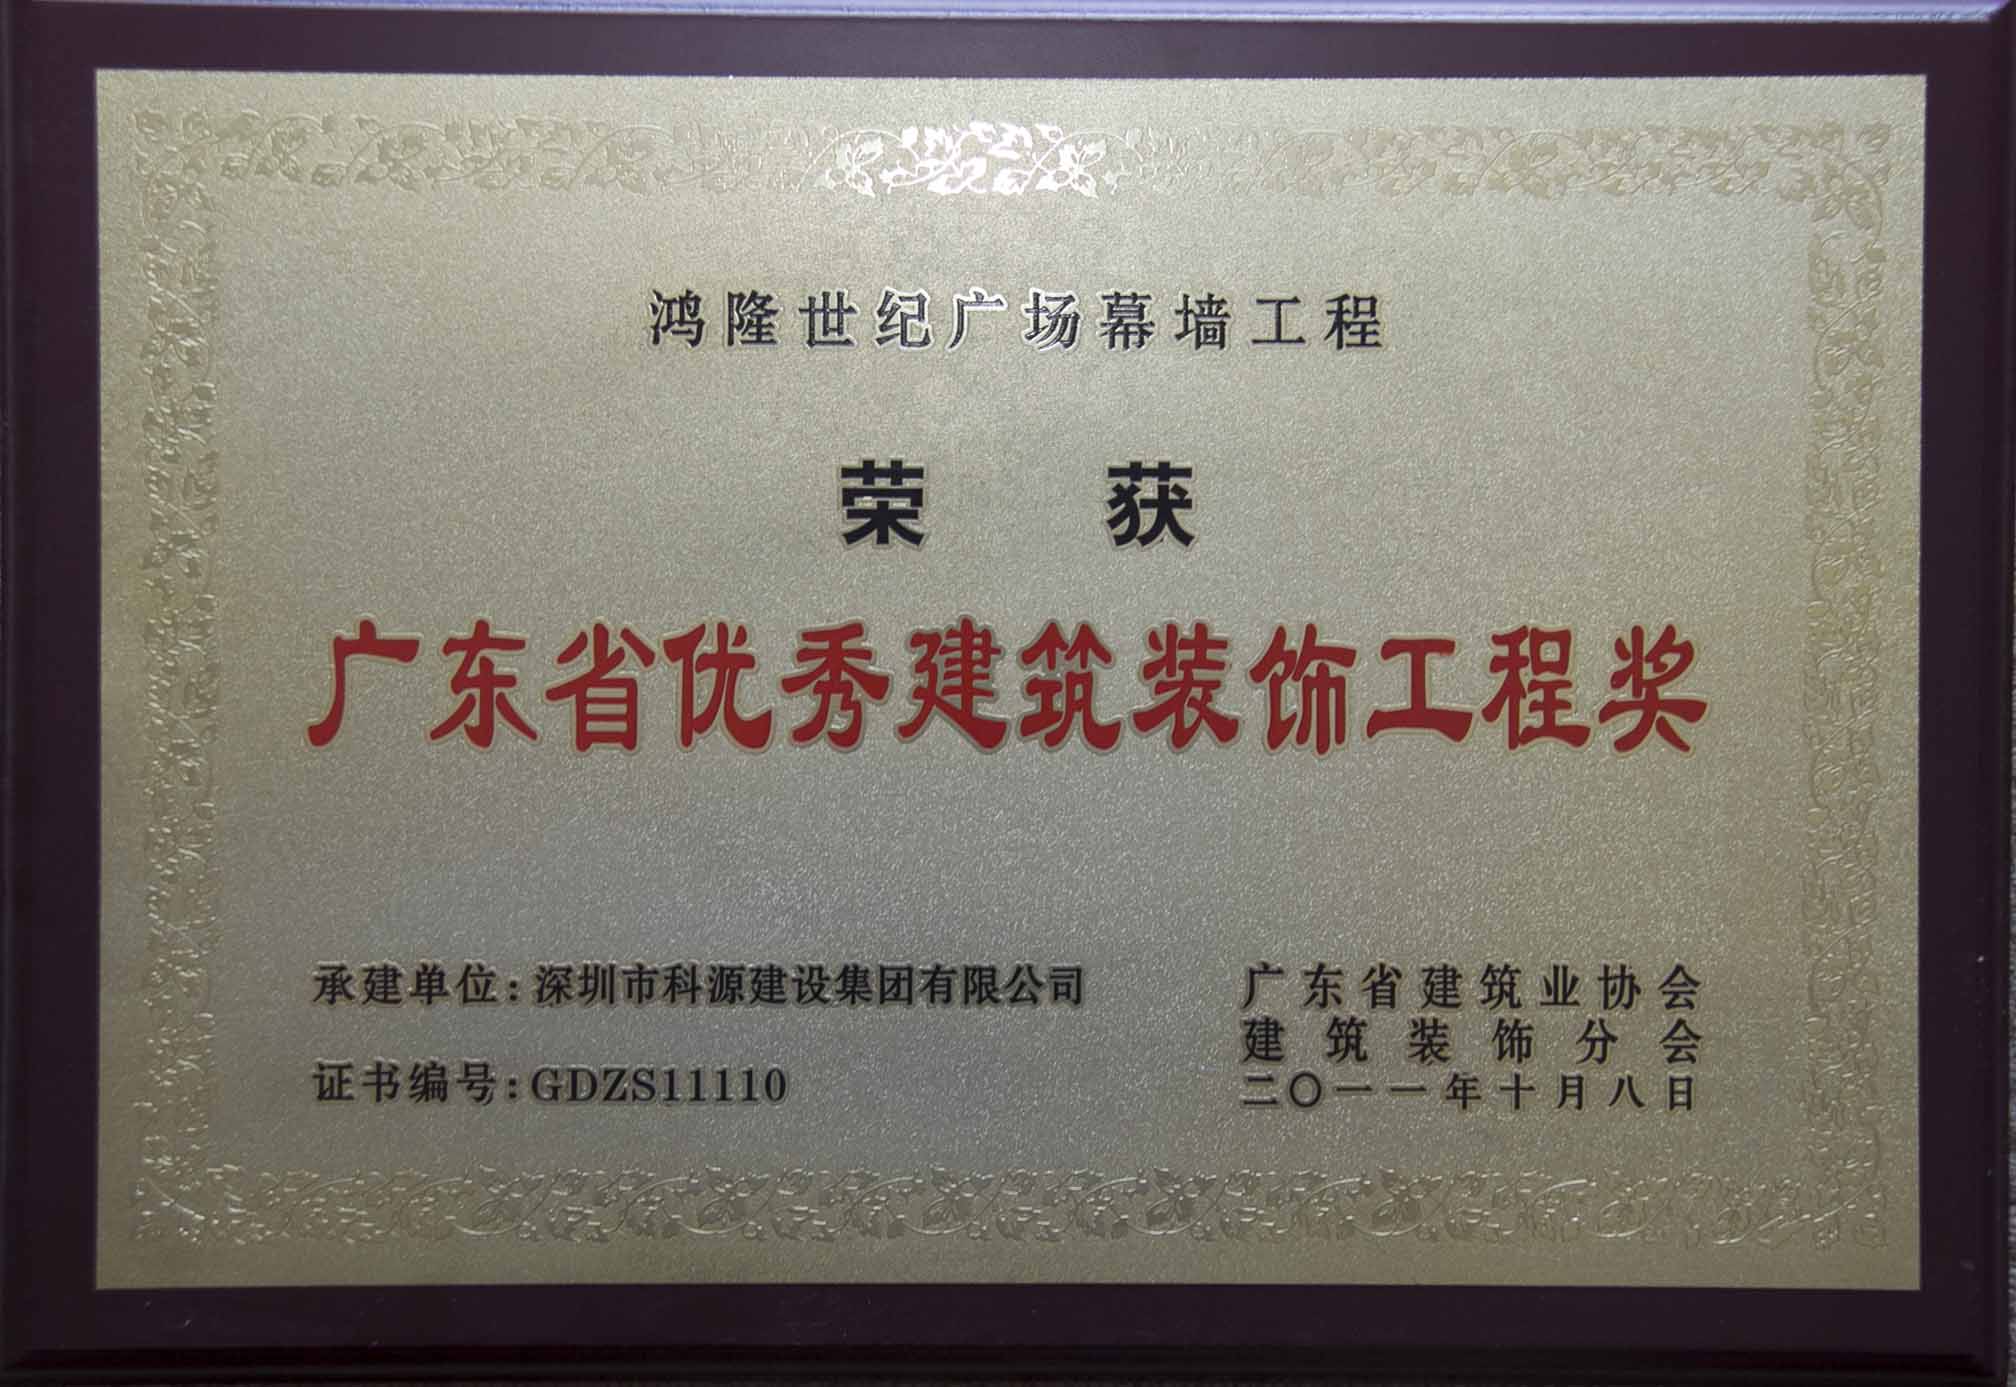 鸿隆世纪广场幕墙工程
荣获
广东省优秀建筑装饰工程奖
承建单位:深圳市科源建设集团有限公司
证书编号:GDZS11110
广东省建筑业协会
建筑装饰分会
二〇一一年十月八日